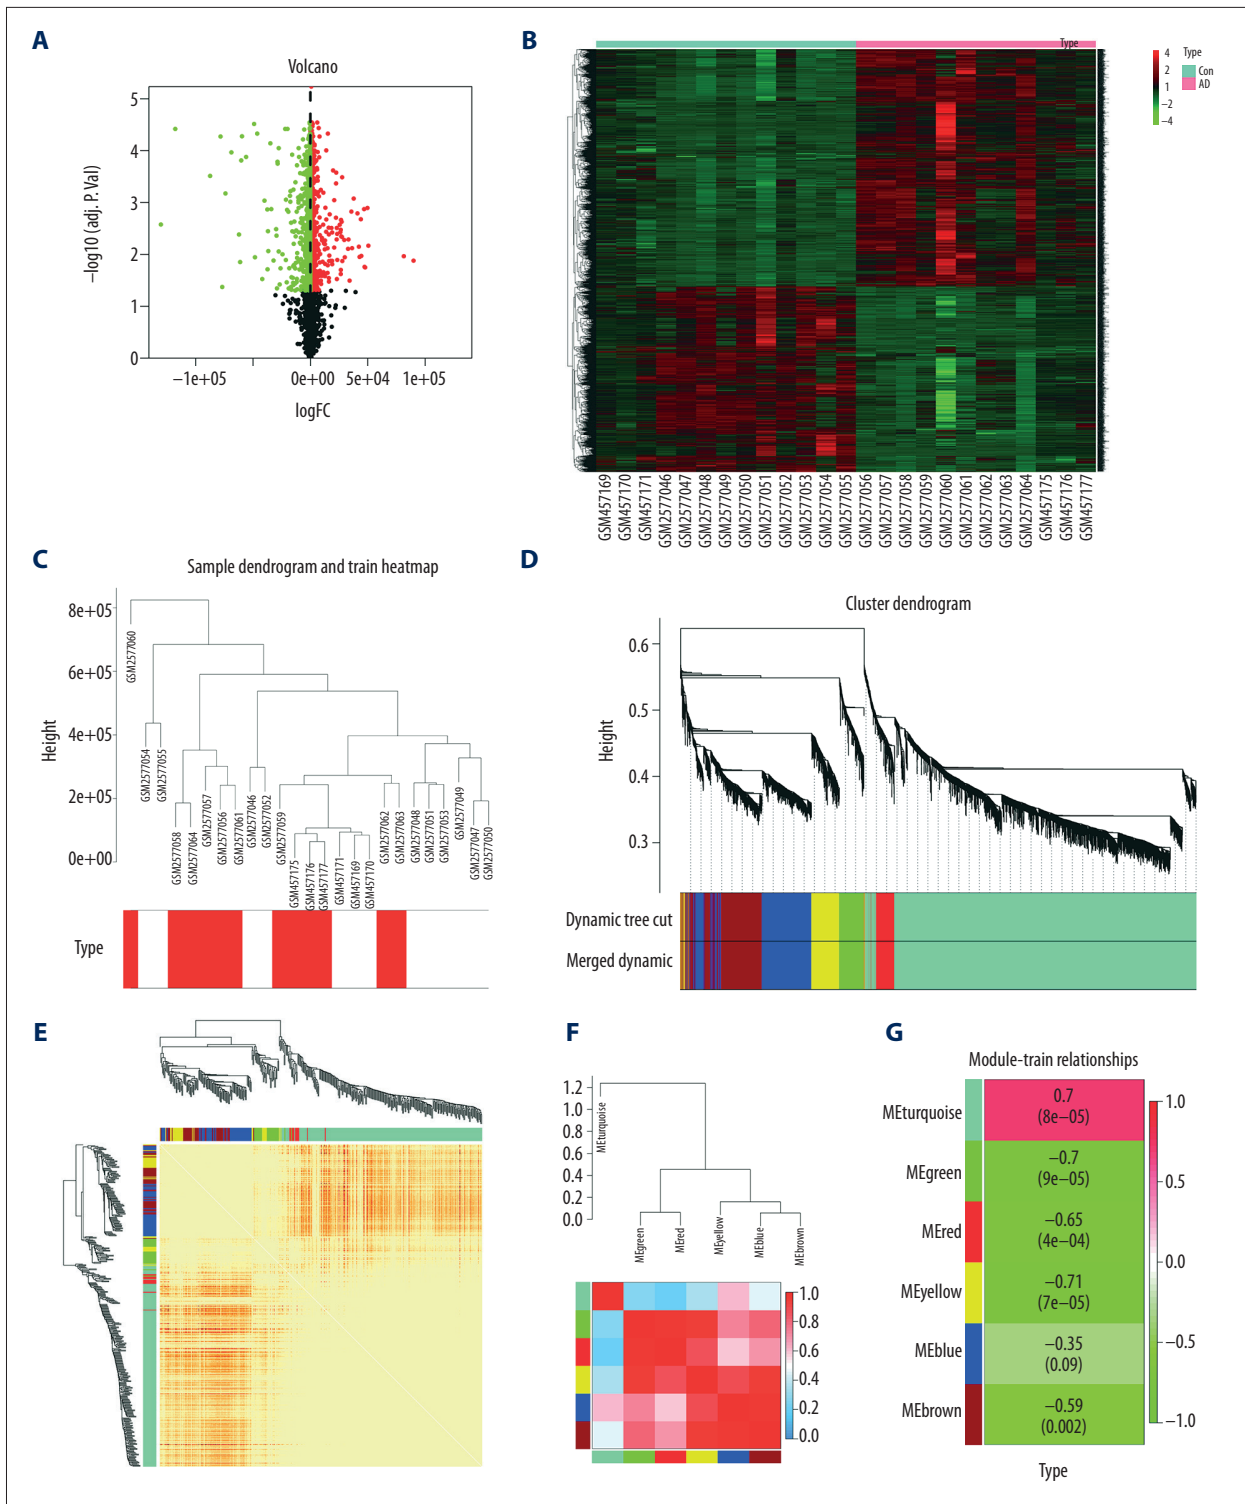 A
Volcano
5
4
3
2
1
0
−log10 (adj. P. Val)
−1e+05
0e+00
5e+04
1e+05
logFC
B
Type
4
2
1
−2
−4
Type
Con
AD
GSM457169
GSM457170
GSM457171
GSM2577046
GSM2577047
GSM2577048
GSM2577049
GSM2577050
GSM2577051
GSM2577052
GSM2577053
GSM2577054
GSM2577055
GSM2577056
GSM2577057
GSM2577058
GSM2577059
GSM2577060
GSM2577061
GSM2577062
GSM2577063
GSM2577064
GSM457175
GSM457176
GSM457177
C
Sample dendrogram and train heatmap
8e+05
6e+05
4e+05
2e+05
0e+00
Height
GSM2577060
GSM2577054
GSM2577055
GSM2577058
GSM2577064
GSM2577057
GSM2577056
GSM2577061
GSM2577046
GSM2577052
GSM2577059
GSM457175
GSM457176
GSM457177
GSM457171
GSM457169
GSM457170
GSM2577062
GSM2577063
GSM2577048
GSM2577051
GSM2577053
GSM2577049
GSM2577047
GSM2577050
Type
D
Cluster dendrogram
0.6
0.5
0.4
0.3
Height
Dynamic tree cut
Merged dynamic
E
F
1.2
1.0
0.8
0.6
0.4
0.2
0.0
MEturquoise
MEgreen
MEred
MEyellow
MEblue
MEbrown
1.0
0.8
0.6
0.4
0.2
0.0
G
Module-train relationships
MEturquoise
0.7
(8e−05)
MEgreen
−0.7
(9e−05)
MEred
−0.65
(4e−04)
MEyellow
−0.71
(7e−05)
MEblue
−0.35
(0.09)
MEbrown
−0.59
(0.002)
1.0
0.5
0.0
−0.5
−1.0
Type